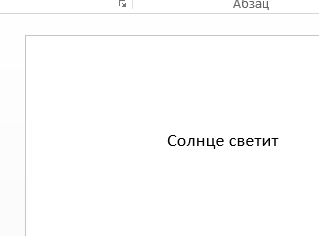 Абзац
Солнце светит